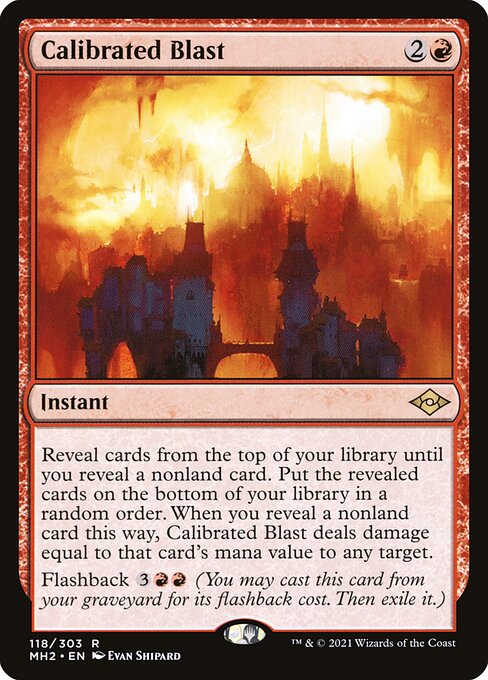 Calibrated Blast 2
Instant
Reveal cards from the top of your library until
you reveal a nonland card. Put the revealed
cards on the bottom of your library in a
random order. When you reveal a nonland
card this way, Calibrated Blast deals damage
equal to that card's mana value to any target.
Flashback 3 (You may cast this card from
your graveyard for its flashback cost. Then exile it.)
118/303 R
MH2 • EN Evan Shipard
™ & © 2021 Wizards of the Coast